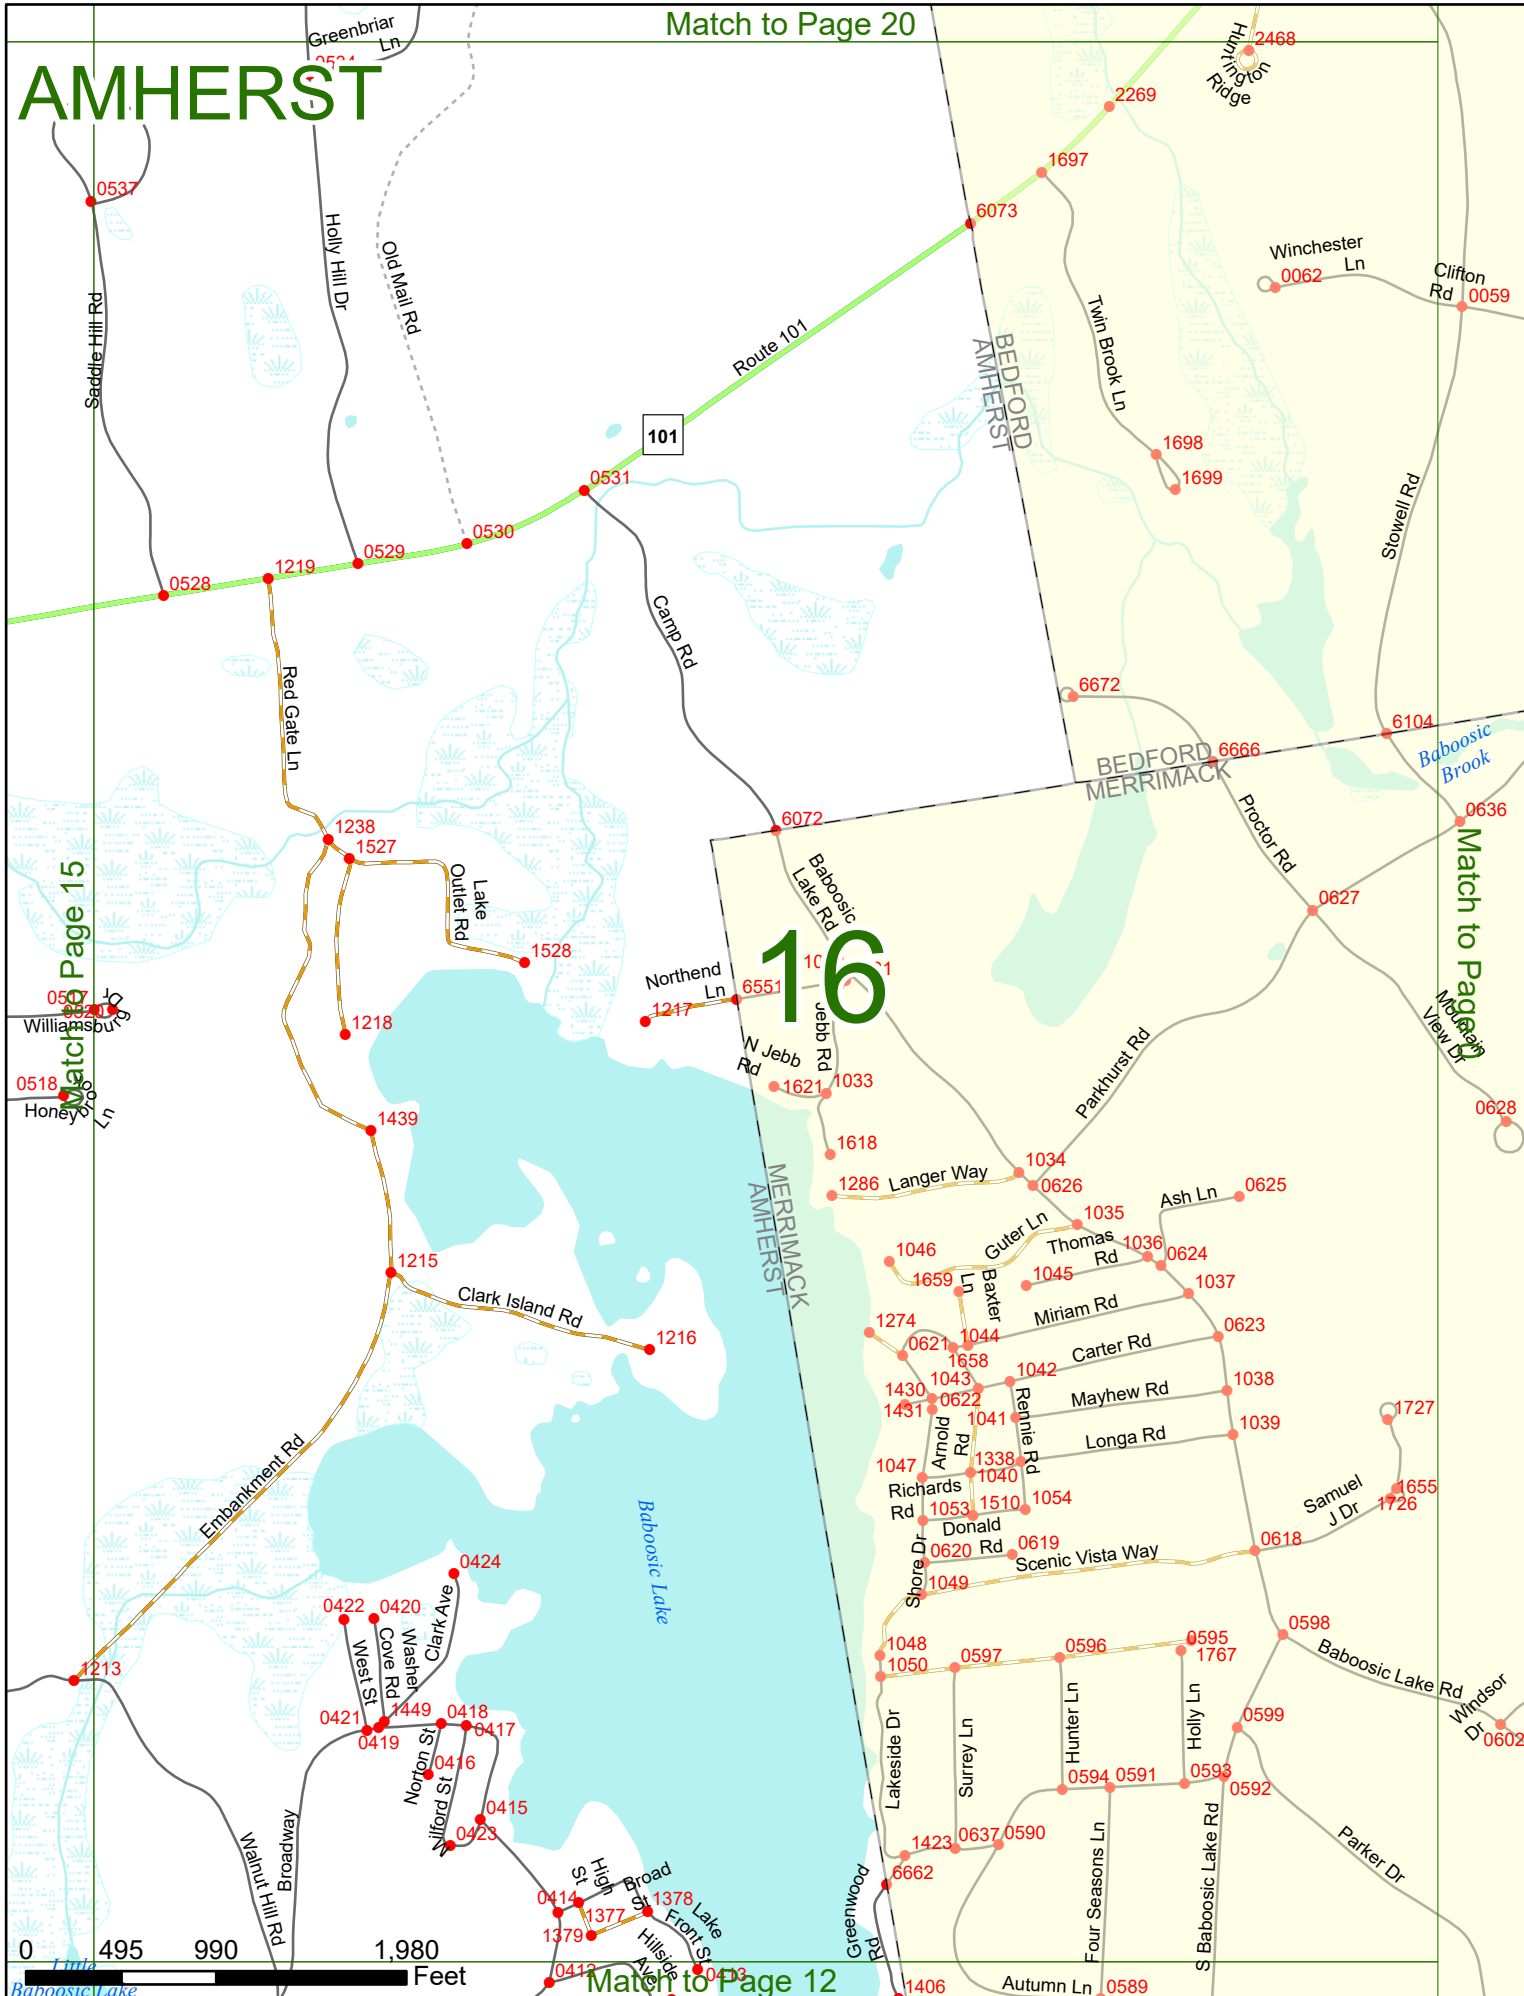 Match to Page 20
AMHERST
Greenbriar
Ln
Hunt
ington
Ridge
2468
2269
1697
6073
0537
Saddle Hill Rd
Holly Hill Dr
Old Mail Rd
Route 101
101
BEDFORD
AMHERST
Twin Brook Ln
Winchester
Ln
0062
Clifton
Rd
0059
1698
1699
Stowell Rd
0531
0530
0529
1219
0528
Red Gate Ln
Camp Rd
6672
6104
6666
BEDFORD
MERRIMACK
Baboosic
Brook
0636
6072
Proctor Rd
0627
Match to Page 15
Match to Page 0
1238
1527
Lake
Outlet Rd
1528
Baboosic
Lake Rd
16
Northend
Ln
6551
1217
0517
0520
Williamsburg
Dr
0518
Honey
Ln
1218
Jebb Rd
N Jebb
Rd
1621
1033
1618
Parkhurst Rd
Mountain
View Dr
0628
1439
1286
Langer Way
1034
0626
MERRIMACK
AMHERST
1035
Ash Ln
0625
Guter Ln
Thomas
Rd
1036
0624
1046
1659
1045
1037
Baxter
Ln
Miriam Rd
1215
Clark Island Rd
1216
1274
0621
1044
1658
0623
Carter Rd
1042
1043
1430
0622
1431
Rennie Rd
Mayhew Rd
1038
1041
1727
Arnold
Rd
Longa Rd
1039
1338
1040
1047
Richards
Rd
1655
1726
Samuel
J Dr
1053
1510
1054
Donald
Rd
0619
0620
0618
Embankment Rd
Baboosic Lake
Shore Dr
1049
Scenic Vista Way
0424
0422
0420
Clark Ave
West St
Cove Rd
Washer
1048
1050
0597
0596
0595
1767
0598
Baboosic Lake Rd
Windsor
Dr
0602
1213
0421
0419
1449
0418
0417
Norton St
0416
Milford St
0415
0423
Lakeside Dr
Surrey Ln
Hunter Ln
Holly Ln
0599
0594
0591
0593
0592
Walnut Hill Rd
Broadway
1423
0637
0590
6662
Greenwood
Rd
Four Seasons Ln
S Baboosic Lake Rd
Parker Dr
High
St
Broad
St
0414
1377
1378
1379
Lake
Front St
Hillside
Ave
0413
0412
0 495 990 1,980
Feet
Little
Baboosic Lake
Match to Page 12
1406
Autumn Ln
0589